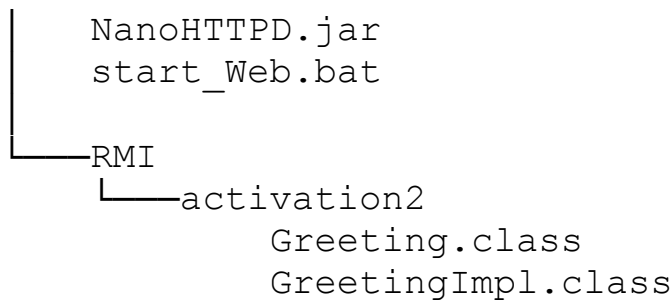 NanoHTTPD.jar
start_Web.bat
RMI
activation2
Greeting.class
GreetingImpl.class